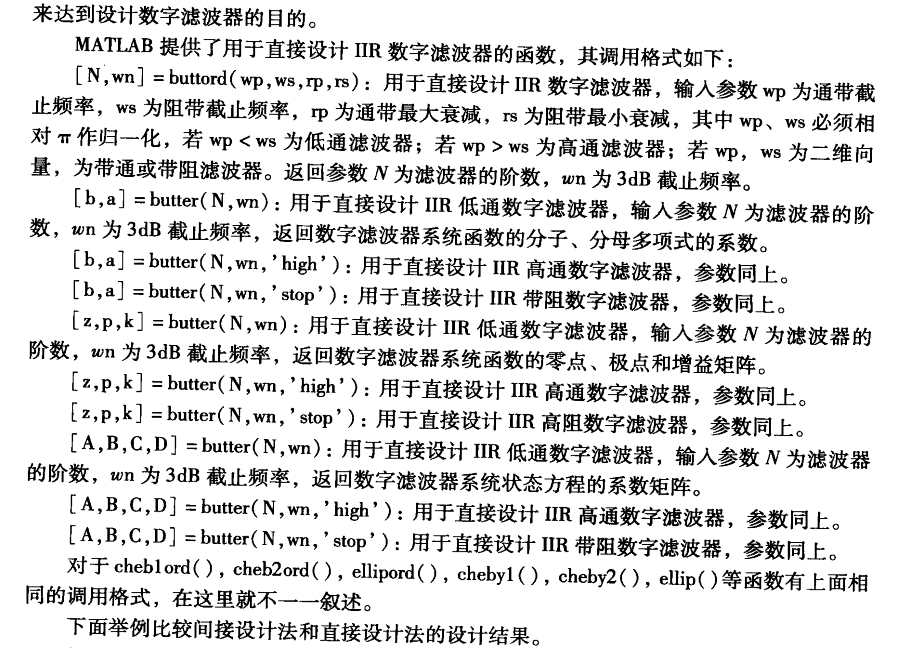 来达到设计数字滤波器的目的。
MATLAB 提供了用于直接设计 IIR 数字滤波器的函数，其调用格式如下：
[N,wn]=buttord(wp,ws,rp,rs)：用于直接设计 IIR 数字滤波器，输入参数 wp 为通带截
止频率，ws 为阻带截止频率，rp 为通带最大衰减，rs 为阻带最小衰减，其中 wp、ws 必须相
对 π 作归一化，若 wp<ws 为低通滤波器；若 wp>ws 为高通滤波器；若 wp，ws 为二维向
量，为带通或带阻滤波器。返回参数 N 为滤波器的阶数，wn 为 3dB 截止频率。
[b,a]=butter(N,wn)：用于直接设计 IIR 低通数字滤波器，输入参数 N 为滤波器的阶
数，wn 为 3dB 截止频率，返回数字滤波器系统函数的分子、分母多项式的系数。
[b,a]=butter(N,wn,'high')：用于直接设计 IIR 高通数字滤波器，参数同上。
[b,a]=butter(N,wn,'stop')：用于直接设计 IIR 带阻数字滤波器，参数同上。
[z,p,k]=butter(N,wn)：用于直接设计 IIR 低通数字滤波器，输入参数 N 为滤波器的
阶数，wn 为 3dB 截止频率，返回数字滤波器系统函数的零点、极点和增益矩阵。
[z,p,k]=butter(N,wn,'high')：用于直接设计 IIR 高通数字滤波器，参数同上。
[z,p,k]=butter(N,wn,'stop')：用于直接设计 IIR 高阻数字滤波器，参数同上。
[A,B,C,D]=butter(N,wn)：用于直接设计 IIR 低通数字滤波器，输入参数 N 为滤波器
的阶数，wn 为 3dB 截止频率，返回数字滤波器系统状态方程的系数矩阵。
[A,B,C,D]=butter(N,wn,'high')：用于直接设计 IIR 高通数字滤波器，参数同上。
[A,B,C,D]=butter(N,wn,'stop')：用于直接设计 IIR 带阻数字滤波器，参数同上。
对于 cheb1ord()，cheb2ord()，ellipord()，cheby1()，cheby2()，ellip()等函数有上面相
同的调用格式，在这里就不一一叙述。
下面举例比较间接设计法和直接设计法的设计结果。